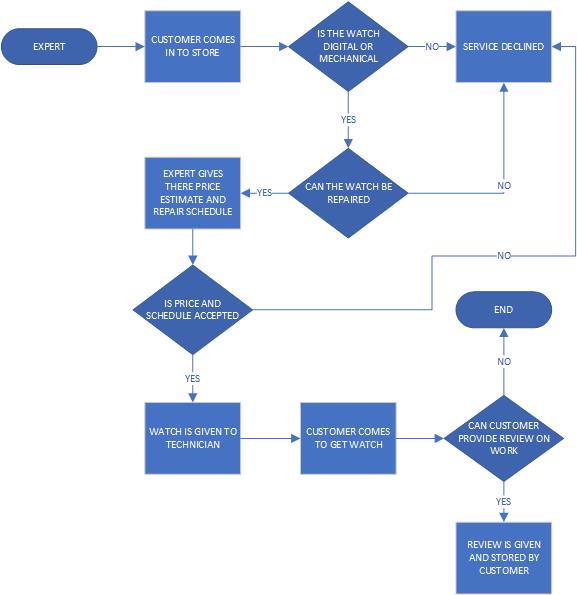 EXPERT
CUSTOMER COMES
IN TO STORE
IS THE WATCH
DIGITAL OR
MECHANICAL
NO
SERVICE DECLINED
YES
EXPERT GIVES
THERE PRICE
ESTIMATE AND
REPAIR SCHEDULE
YES
CAN THE WATCH BE
REPAIRED
NO
NO
IS PRICE AND
SCHEDULE ACCEPTED
END
NO
YES
WATCH IS GIVEN TO
TECHNICIAN
CUSTOMER COMES
TO GET WATCH
CAN CUSTOMER
PROVIDE REVIEW ON
WORK
YES
REVIEW IS GIVEN
AND STORED BY
CUSTOMER